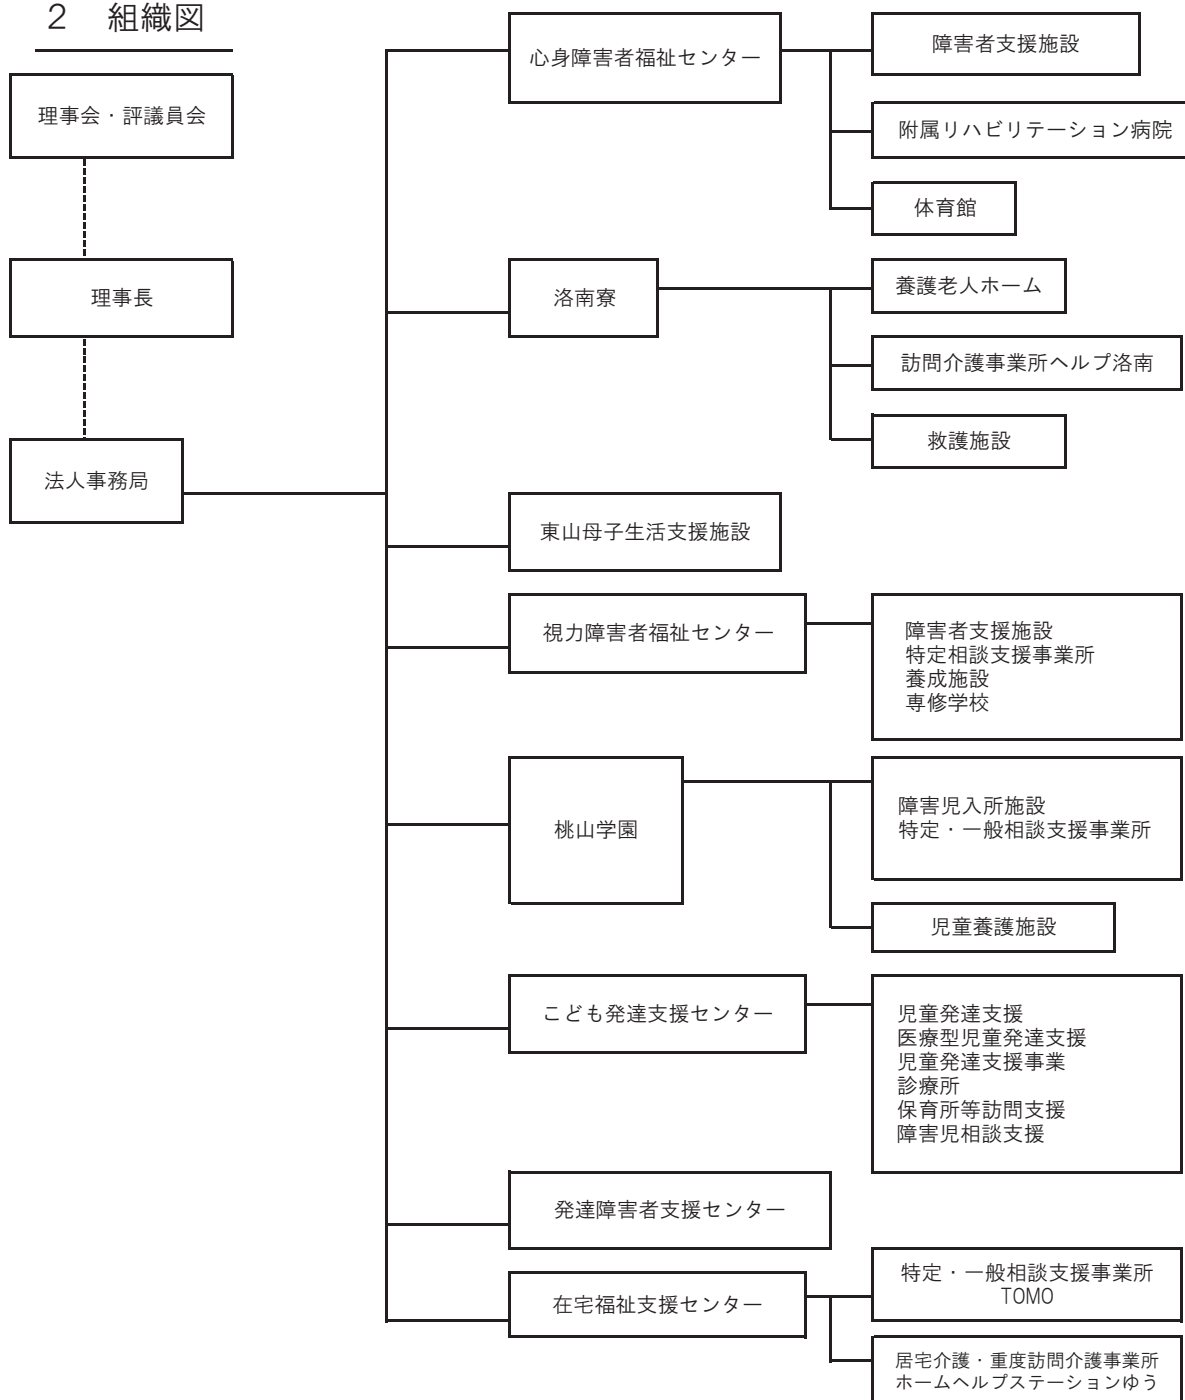 2　組織図
理事会・評議員会
理事長
法人事務局
心身障害者福祉センター
障害者支援施設
附属リハビリテーション病院
体育館
洛南寮
養護老人ホーム
訪問介護事業所ヘルプ洛南
救護施設
東山母子生活支援施設
視力障害者福祉センター
障害者支援施設
特定相談支援事業所
養成施設
専修学校
桃山学園
障害児入所施設
特定・一般相談支援事業所
児童養護施設
こども発達支援センター
児童発達支援
医療型児童発達支援
児童発達支援事業
診療所
保育所等訪問支援
障害児相談支援
発達障害者支援センター
在宅福祉支援センター
特定・一般相談支援事業所
TOMO
居宅介護・重度訪問介護事業所
ホームヘルプステーションゆう